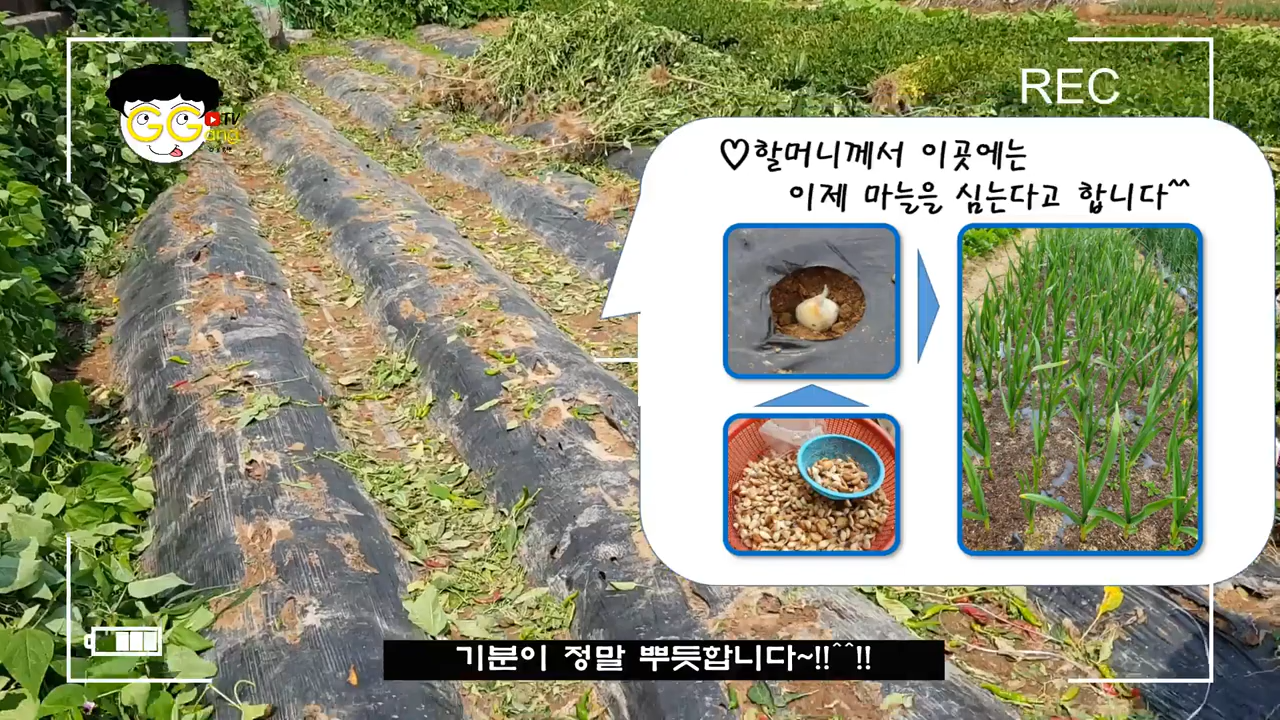 GGang TV
REC
♡할머니께서 이곳에는
이제 마늘을 심는다고 합니다^^
기분이 정말 뿌듯합니다~!!^^!!